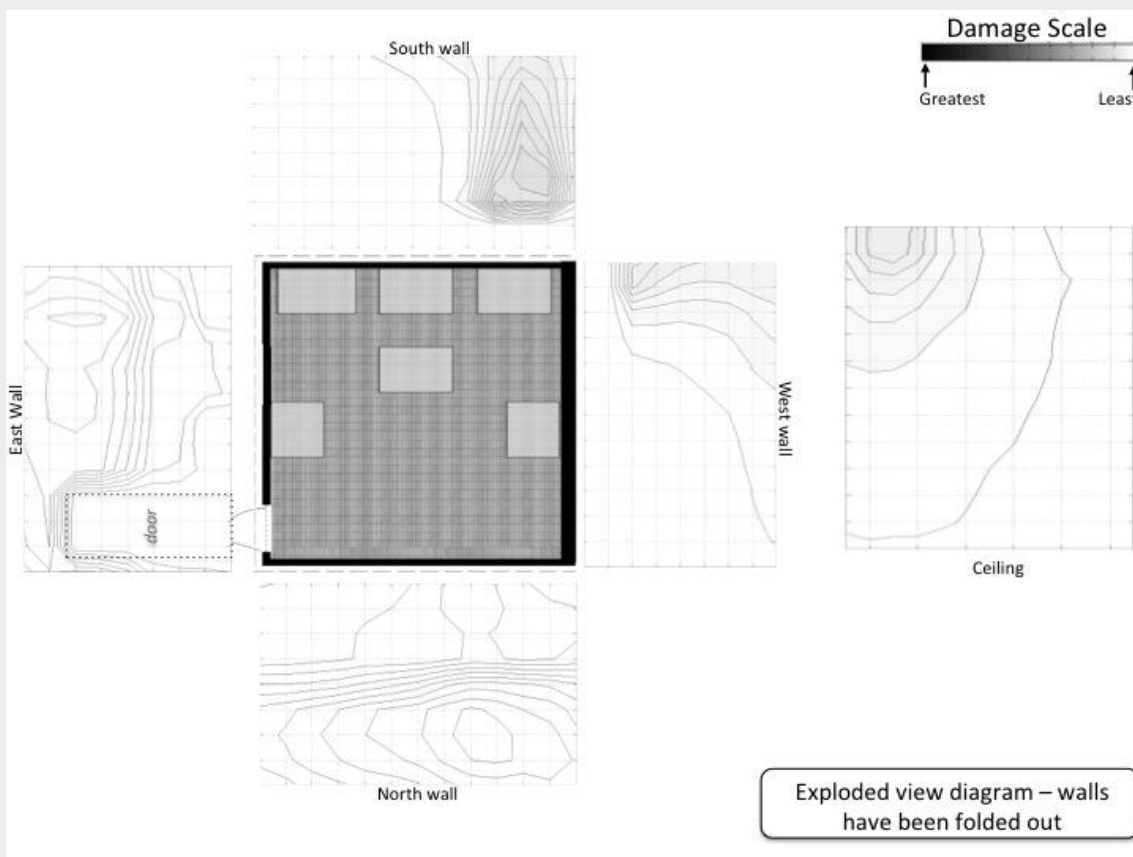 South wall
Damage Scale
Greatest
Least
East Wall
door
West wall
Ceiling
North wall
Exploded view diagram – walls
have been folded out